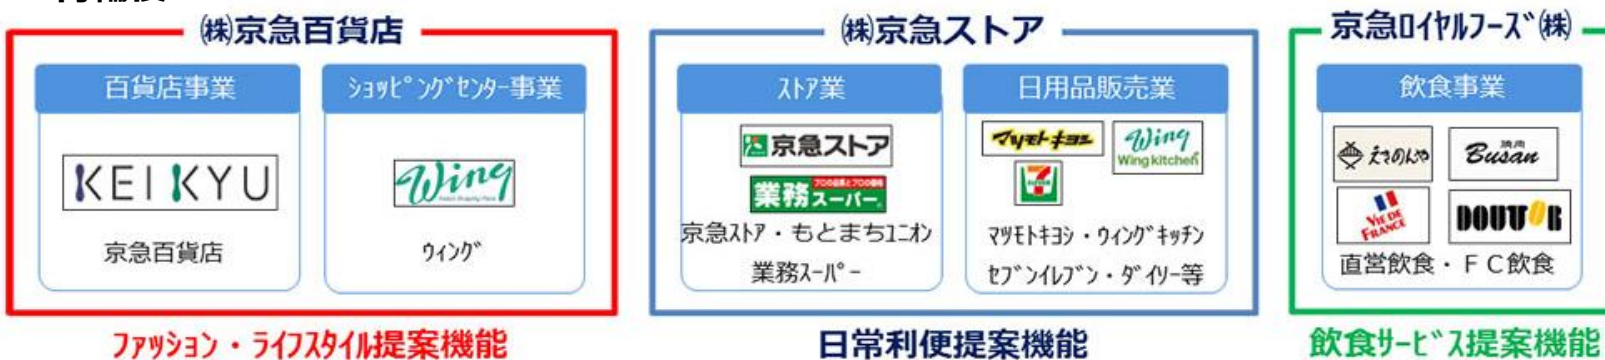 ㈱京急百貨店
百貨店事業
KEIKYU
京急百貨店
ｼｮｯﾋﾟﾝｸﾞｾﾝﾀｰ事業
Wing
ｳｨﾝｸﾞ
ﾌｧｯｼｮﾝ・ﾗｲﾌｽﾀｲﾙ提案機能
㈱京急ストア
ｽﾄｱ業
京急ストア
業務スーパー
京急ｽﾄｱ・もとまちﾕﾆｵﾝ
業務ｽｰﾊﾟｰ
日用品販売業
マツモトキヨシ
Wing
Wing kitchen
7
ELEVEN
ﾏﾂﾓﾄｷﾖｼ・ｳｨﾝｸﾞｷｯﾁﾝ
ｾﾌﾞﾝｲﾚﾌﾞﾝ・ﾀﾞｲﾘｰ等
日常利便提案機能
京急ﾛｲﾔﾙﾌｰｽﾞ㈱
飲食事業
えきのんや
焼肉
Busan
VIE DE
FRANCE
DOUTOR
直営飲食・ＦＣ飲食
飲食ｻｰﾋﾞｽ提案機能